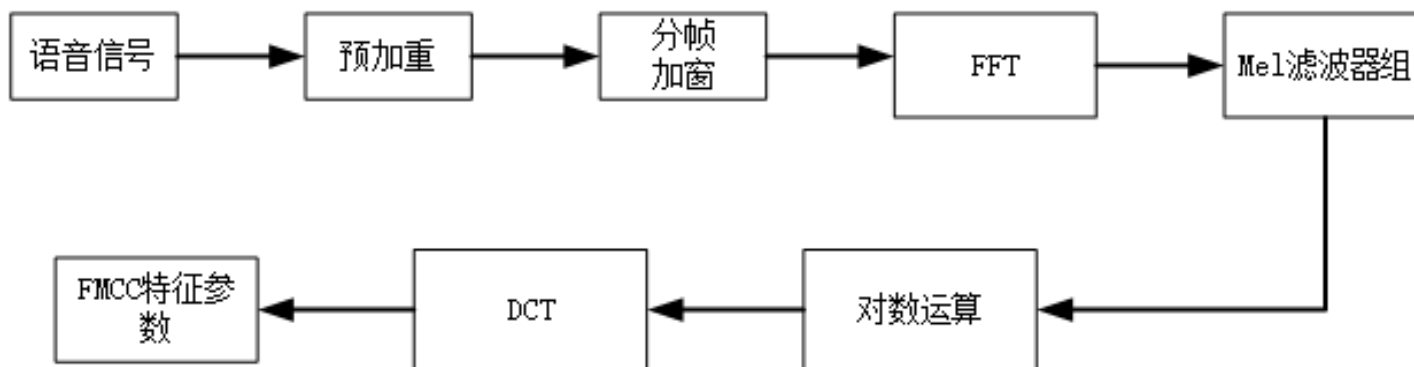 语音信号
预加重
分帧
加窗
FFT
Mel滤波器组
对数运算
DCT
FMCC特征参
数